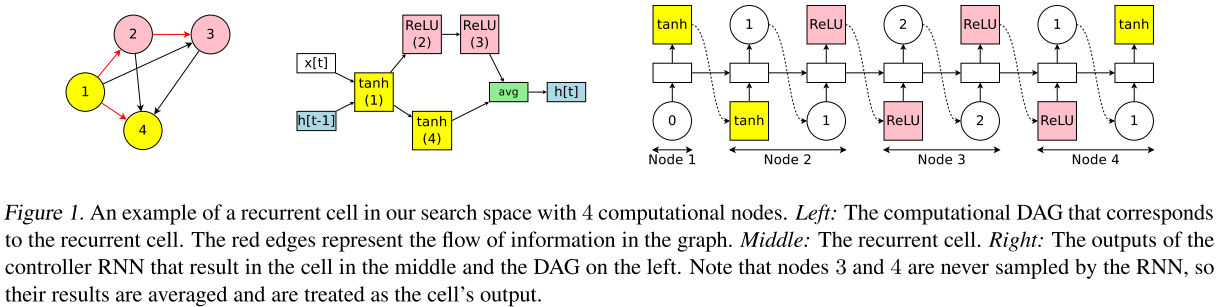 1
2
3
4
x[t]
h[t-1]
tanh
(1)
ReLU
(2)
ReLU
(3)
tanh
(4)
avg
h[t]
tanh
1
ReLU
2
ReLU
1
tanh
0
tanh
1
ReLU
2
ReLU
1
Node 1
Node 2
Node 3
Node 4
Figure 1. An example of a recurrent cell in our search space with 4 computational nodes. Left: The computational DAG that corresponds
to the recurrent cell. The red edges represent the flow of information in the graph. Middle: The recurrent cell. Right: The outputs of the
controller RNN that result in the cell in the middle and the DAG on the left. Note that nodes 3 and 4 are never sampled by the RNN, so
their results are averaged and are treated as the cell's output.